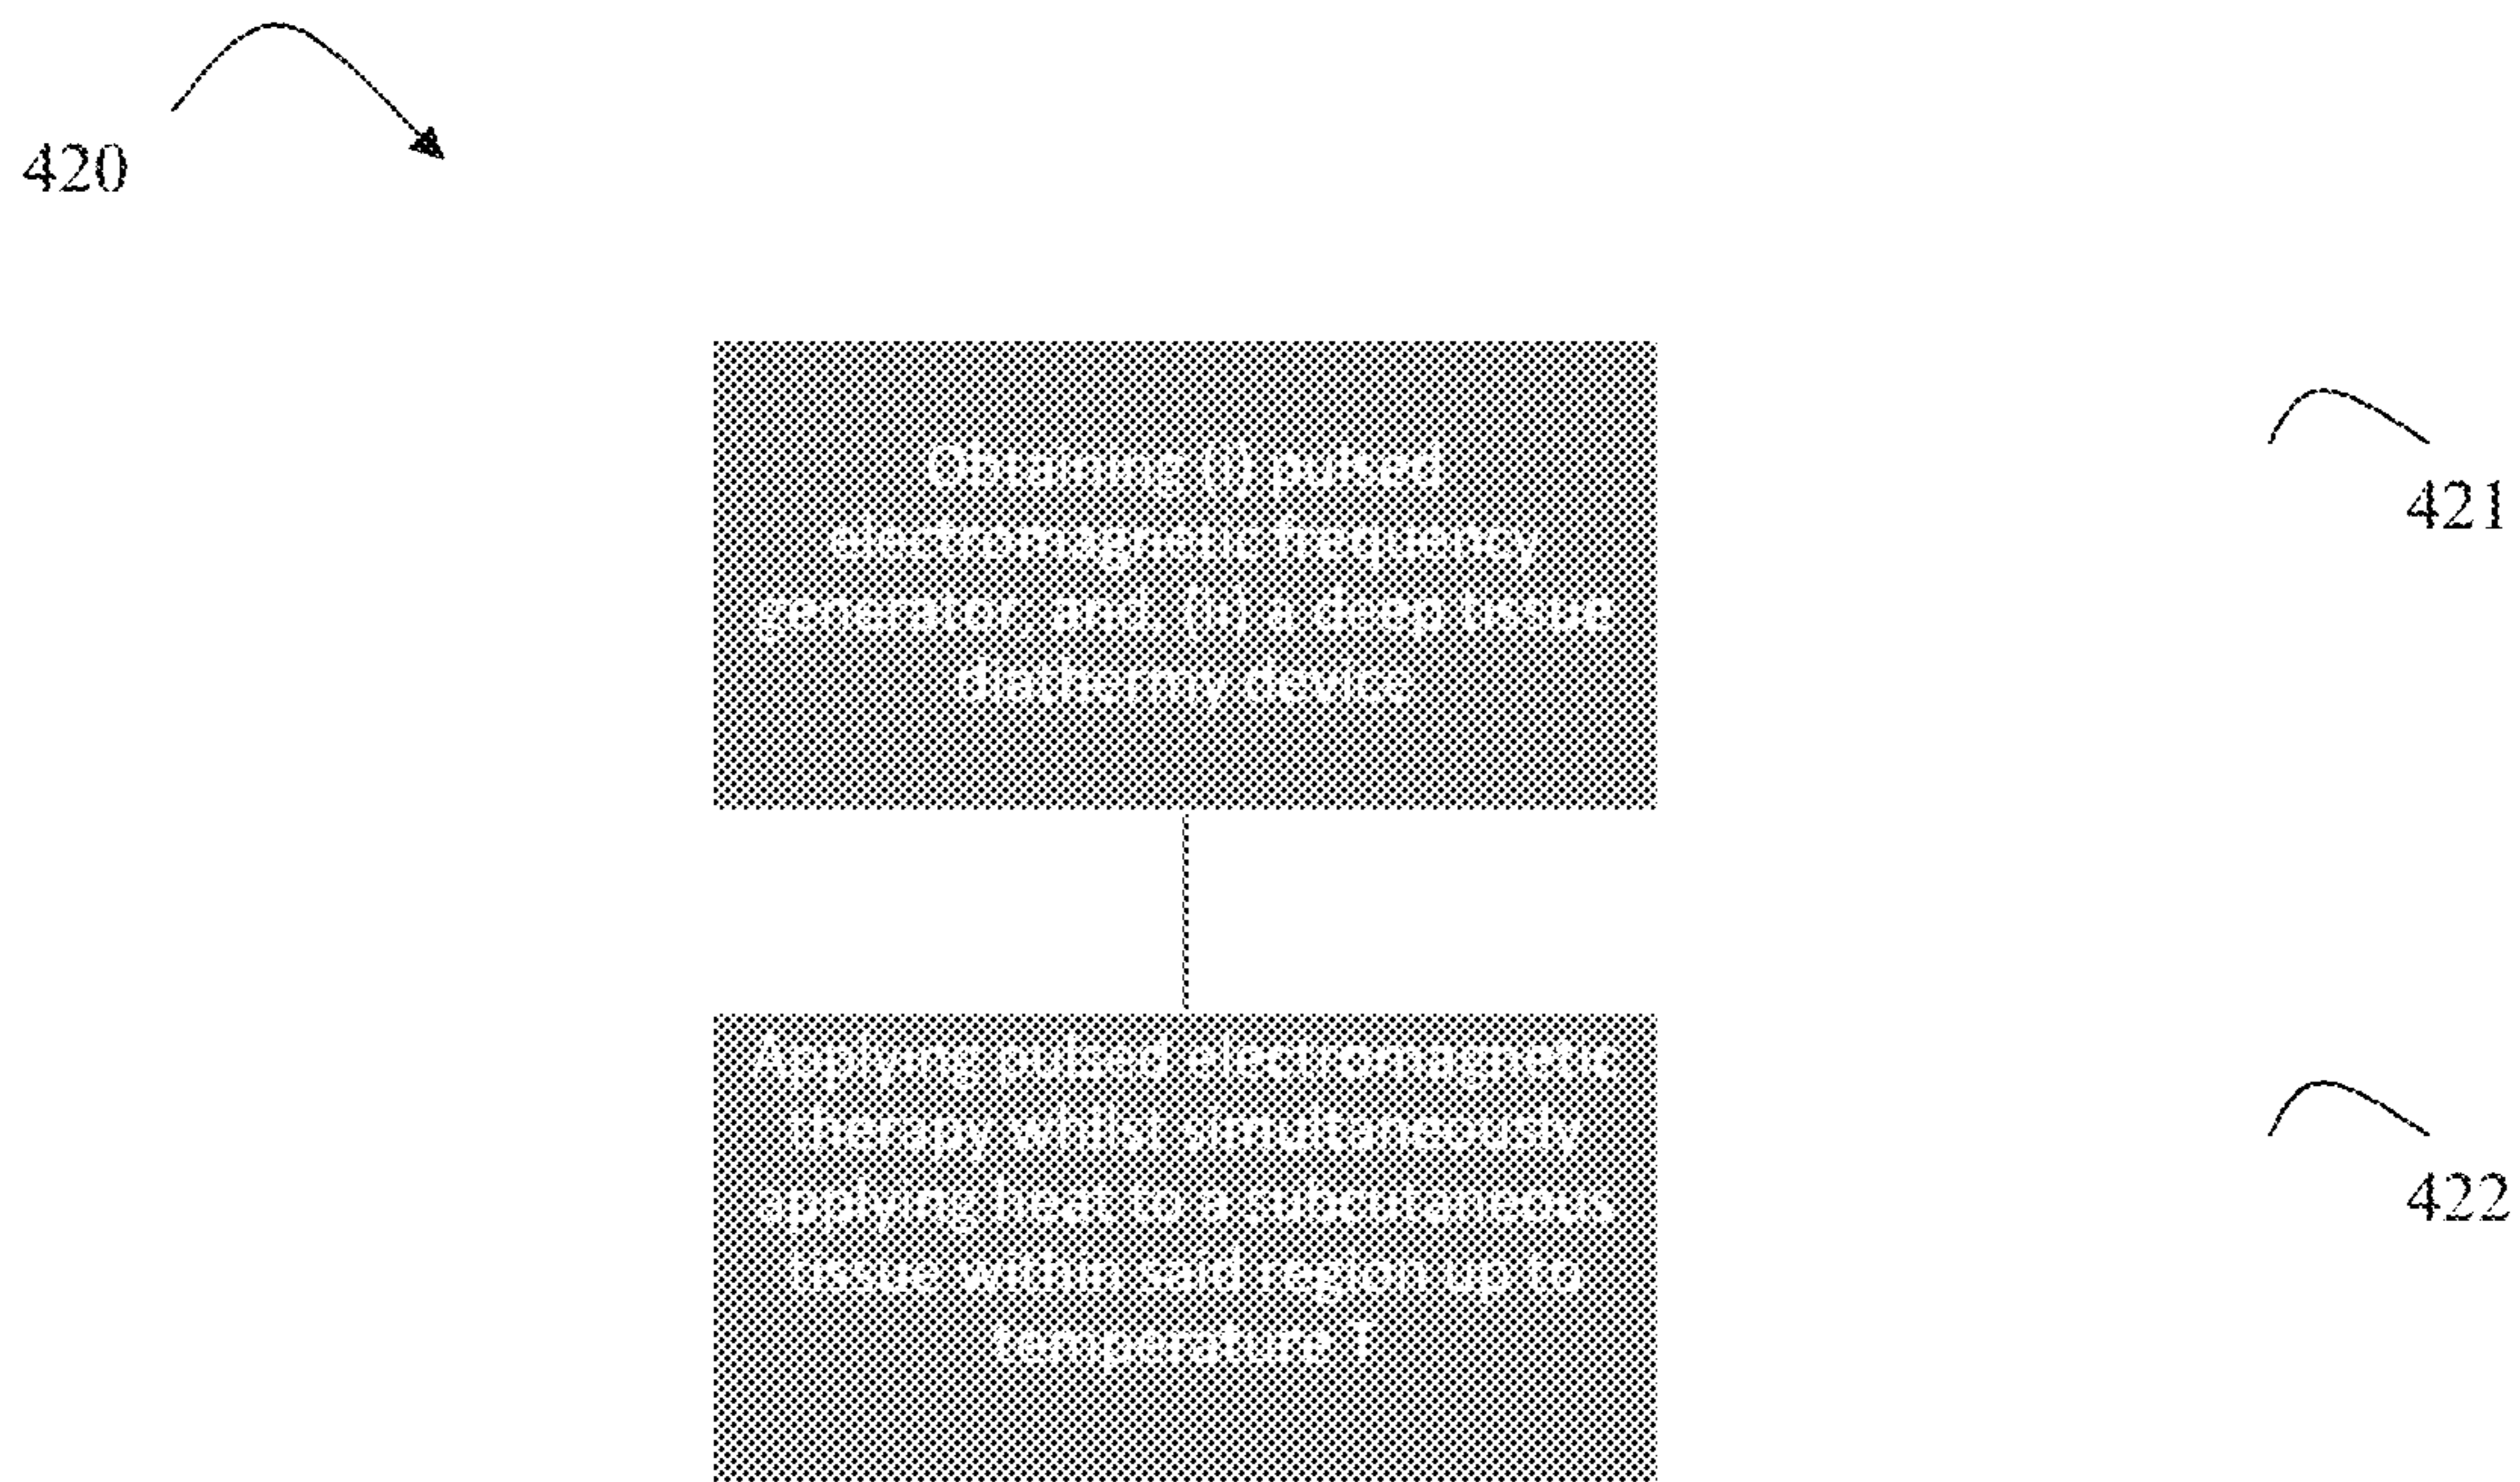 420
Obtaining (i) pulsed
electromagnetic frequency
generator, and, (ii) a deep tissue
diathermy device
421
Applying pulsed electromagnetic
therapy whilst simultaneously
applying heat to a subcutaneous
tissue within said region up to
temperature T
422